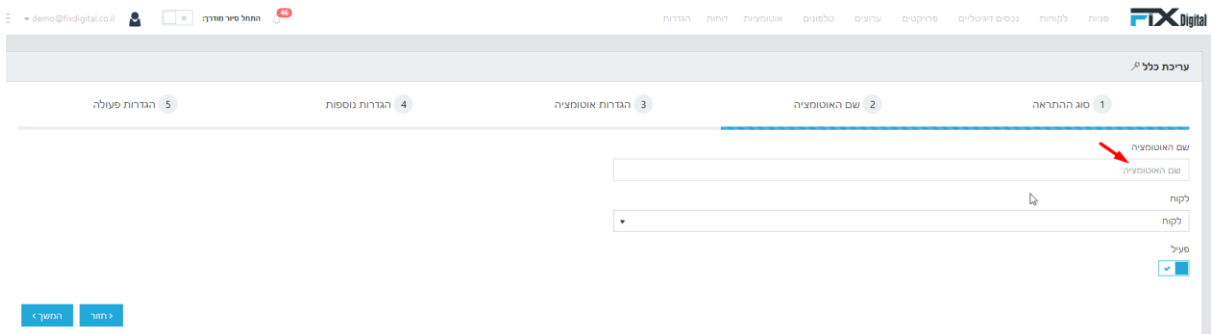 FIX Digital פניות לקוחות נכסים דיגיטליים פרויקטים ערוצים טלפונים אוטומציות דוחות הגדרות 46 התחל סיור מודרך: demo@fixdigital.co.il
עריכת כלל
1 סוג ההתראה 2 שם האוטומציה 3 הגדרות אוטומציה 4 הגדרות נוספות 5 הגדרות פעולה
שם האוטומציה
שם האוטומציה
לקוח
לקוח
פעיל
‹ חזור המשך ›